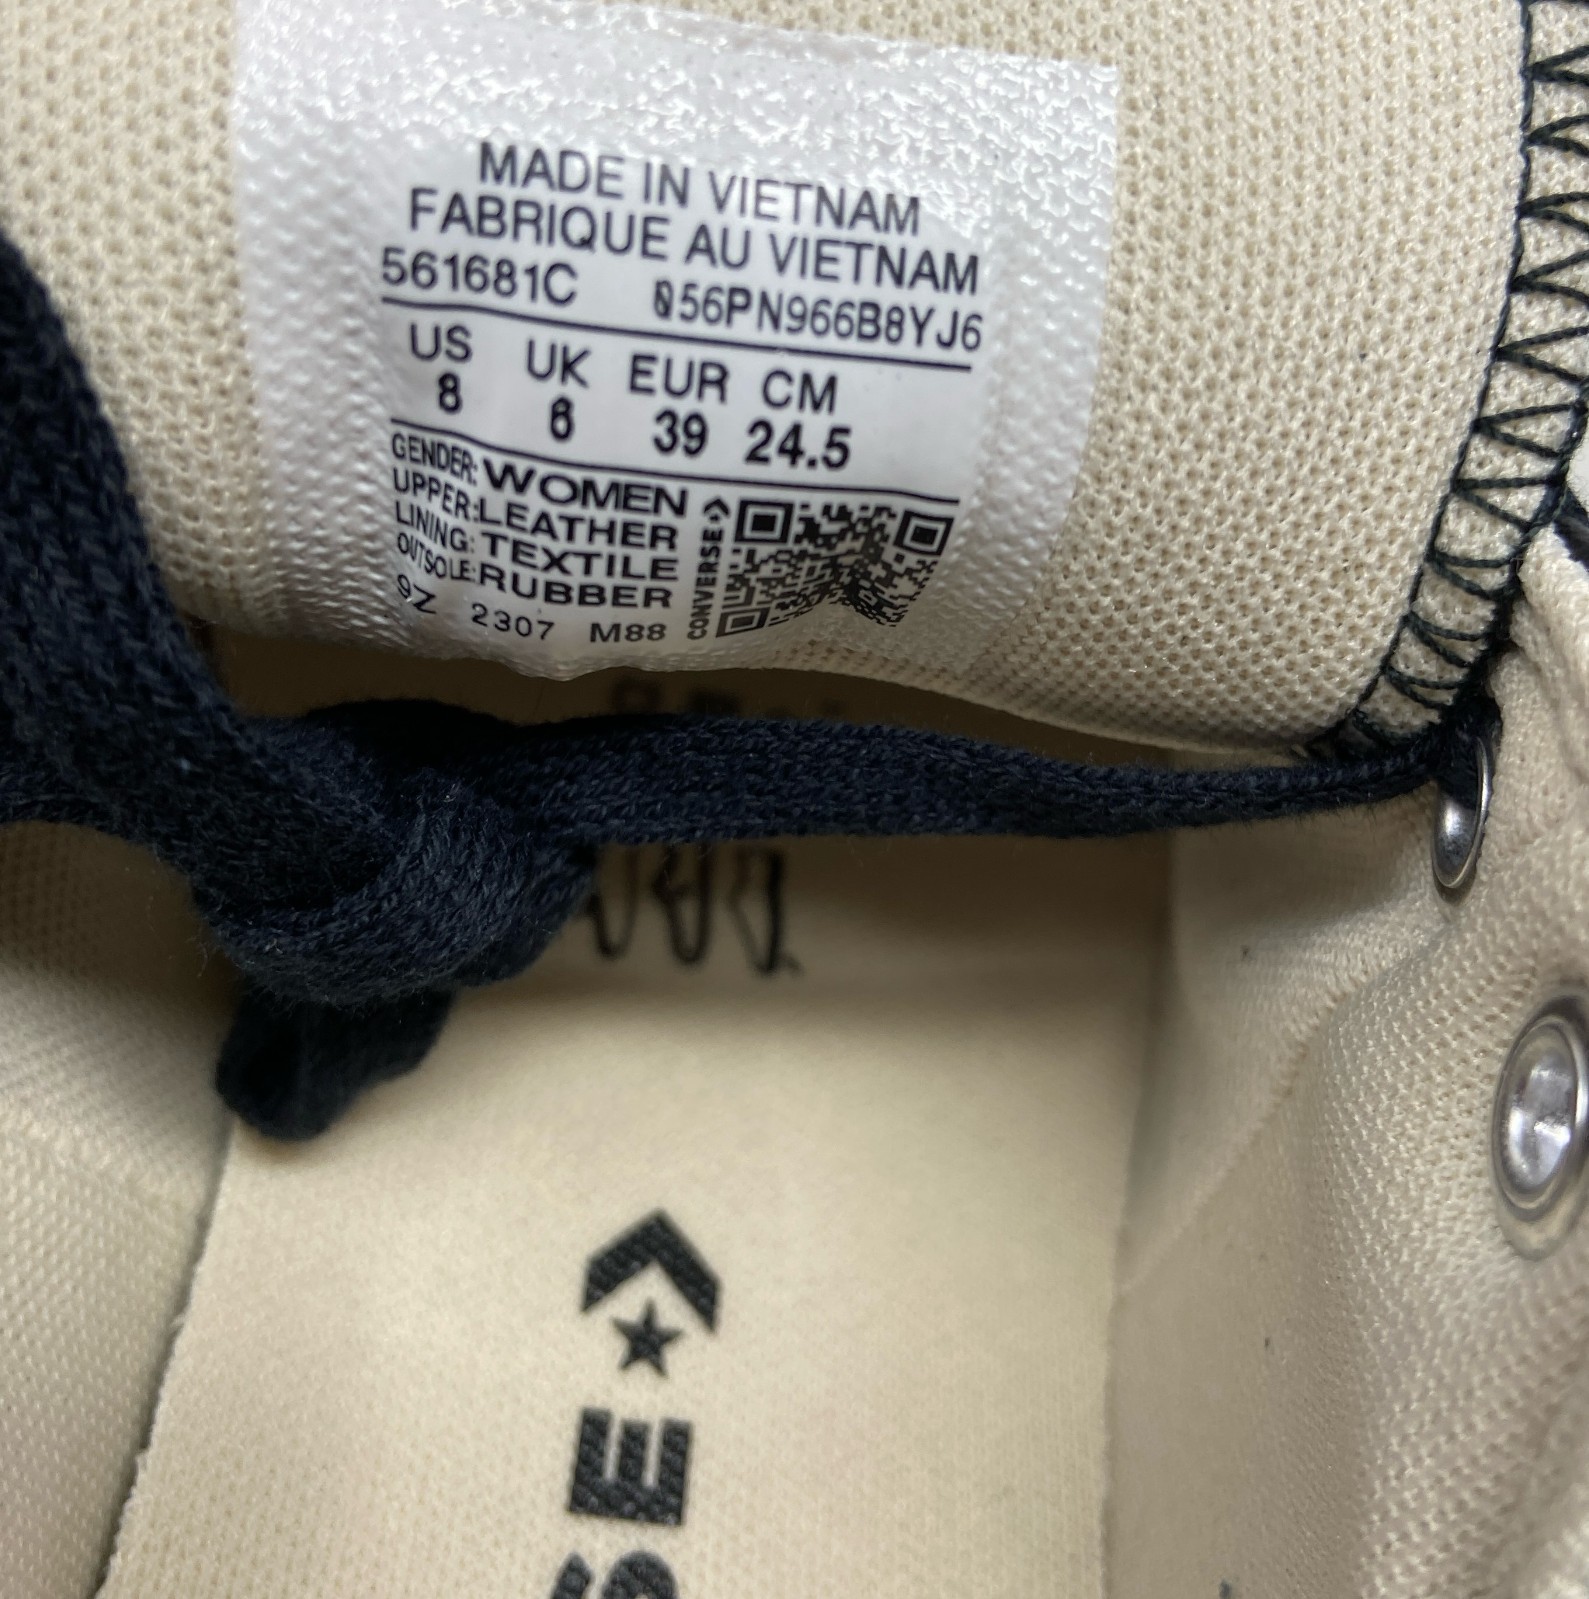 MADE IN VIETNAM
FABRIQUE AU VIETNAM
561681C 056PN966B8YJ6
US UK EUR CM
8 6 39 24.5
GENDER: WOMEN
UPPER: LEATHER
LINING: TEXTILE
OUTSOLE: RUBBER
9Z 2307 M88
CONVERSE